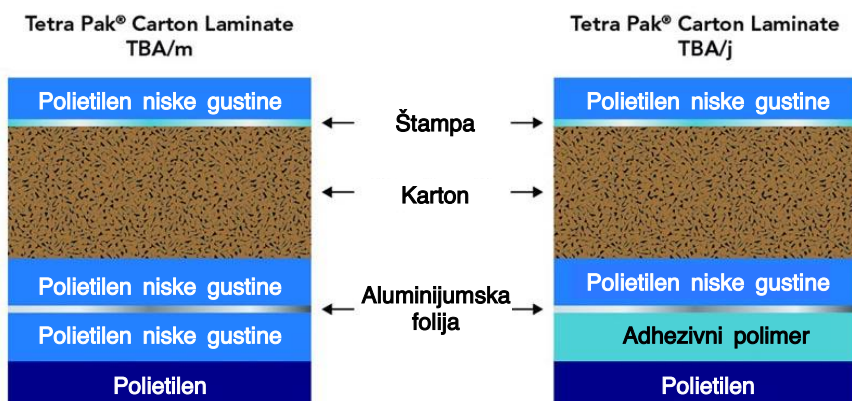 Tetra Pak® Carton Laminate
TBA/m
Polietilen niske gustine
Polietilen niske gustine
Polietilen niske gustine
Polietilen
Štampa
Karton
Aluminijumska
folija
Tetra Pak® Carton Laminate
TBA/j
Polietilen niske gustine
Polietilen niske gustine
Adhezivni polimer
Polietilen